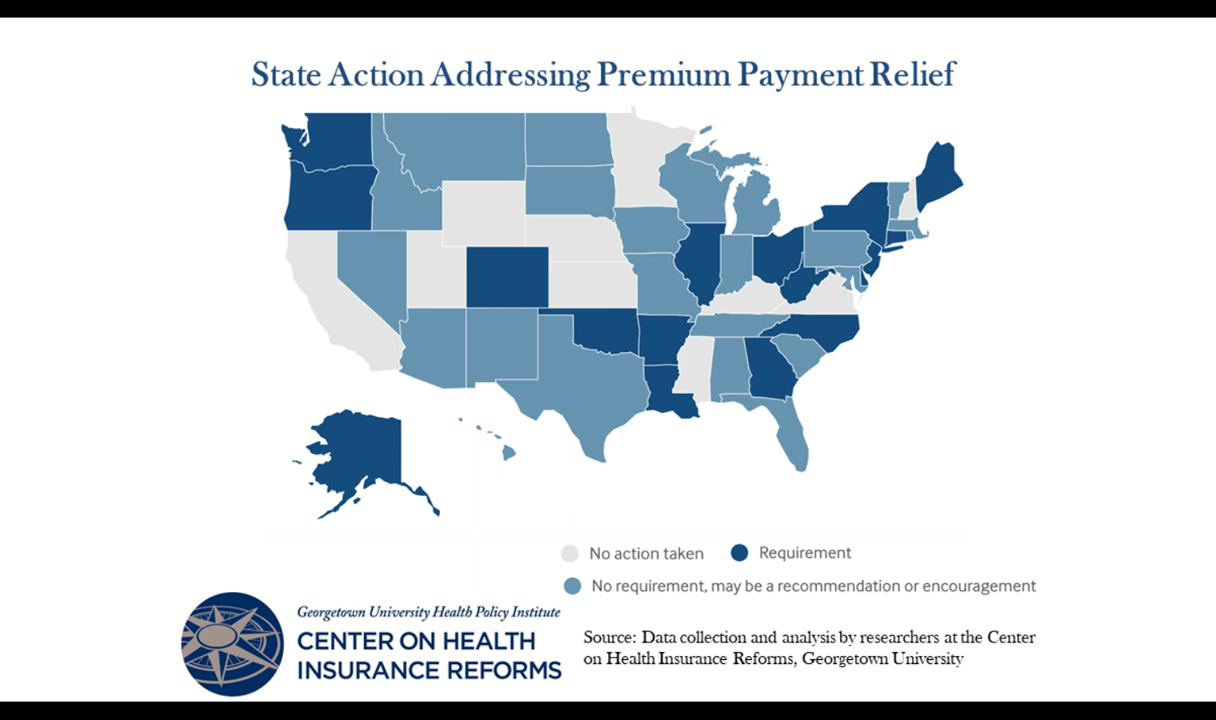 State Action Addressing Premium Payment Relief
No action taken
Requirement
No requirement, may be a recommendation or encouragement
Georgetown University Health Policy Institute
CENTER ON HEALTH
INSURANCE REFORMS
Source: Data collection and analysis by researchers at the Center
on Health Insurance Reforms, Georgetown University